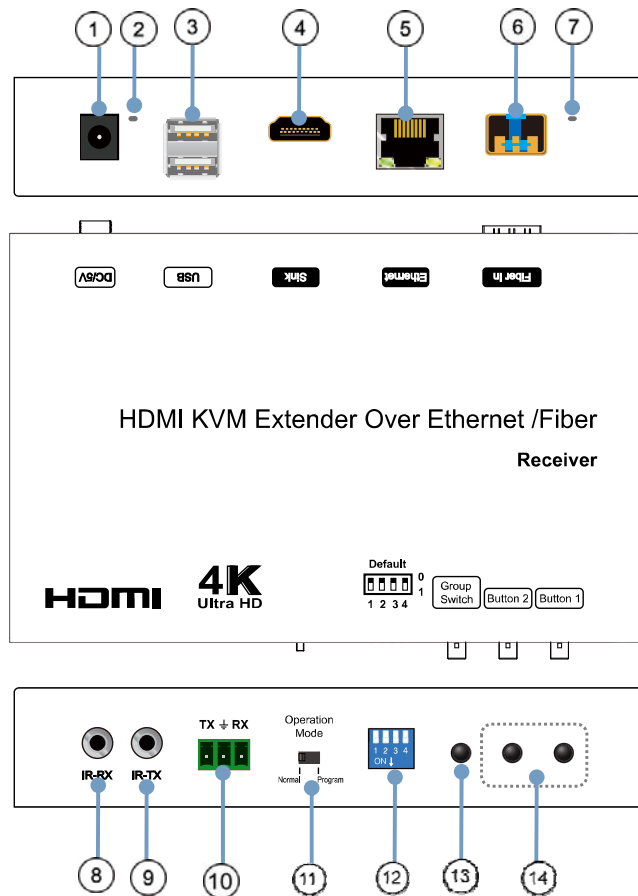 1 2 3 4 5 6 7
DC/5V USB Sink Ethernet Fiber In
HDMI KVM Extender Over Ethernet /Fiber
Receiver
HDMI
4K
Ultra HD
Default
0
1
1 2 3 4
Group
Switch
Button 2
Button 1
TX RX
Operation
Mode
Normal Program
1 2 3 4
ON ↓
IR-RX IR-TX
8 9 10 11 12 13 14